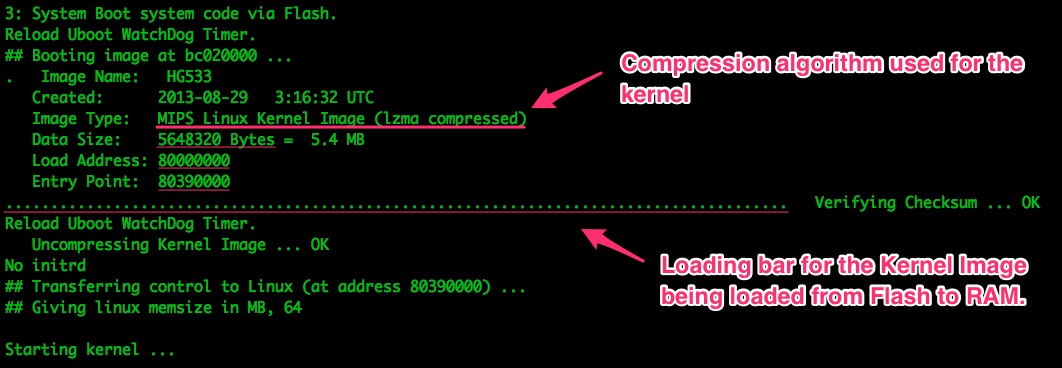 3: System Boot system code via Flash.
Reload Uboot WatchDog Timer.
## Booting image at bc020000 ...
.   Image Name:   HG533
Created:      2013-08-29   3:16:32 UTC
Compression algorithm used for the
kernel
Image Type:   MIPS Linux Kernel Image (lzma compressed)
Data Size:    5648320 Bytes =  5.4 MB
Load Address: 80000000
Entry Point:  80390000
.......................................................................................   Verifying Checksum ... OK
Reload Uboot WatchDog Timer.
Uncompressing Kernel Image ... OK
No initrd
## Transferring control to Linux (at address 80390000) ...
## Giving linux memsize in MB, 64
Loading bar for the Kernel Image
being loaded from Flash to RAM.
Starting kernel ...